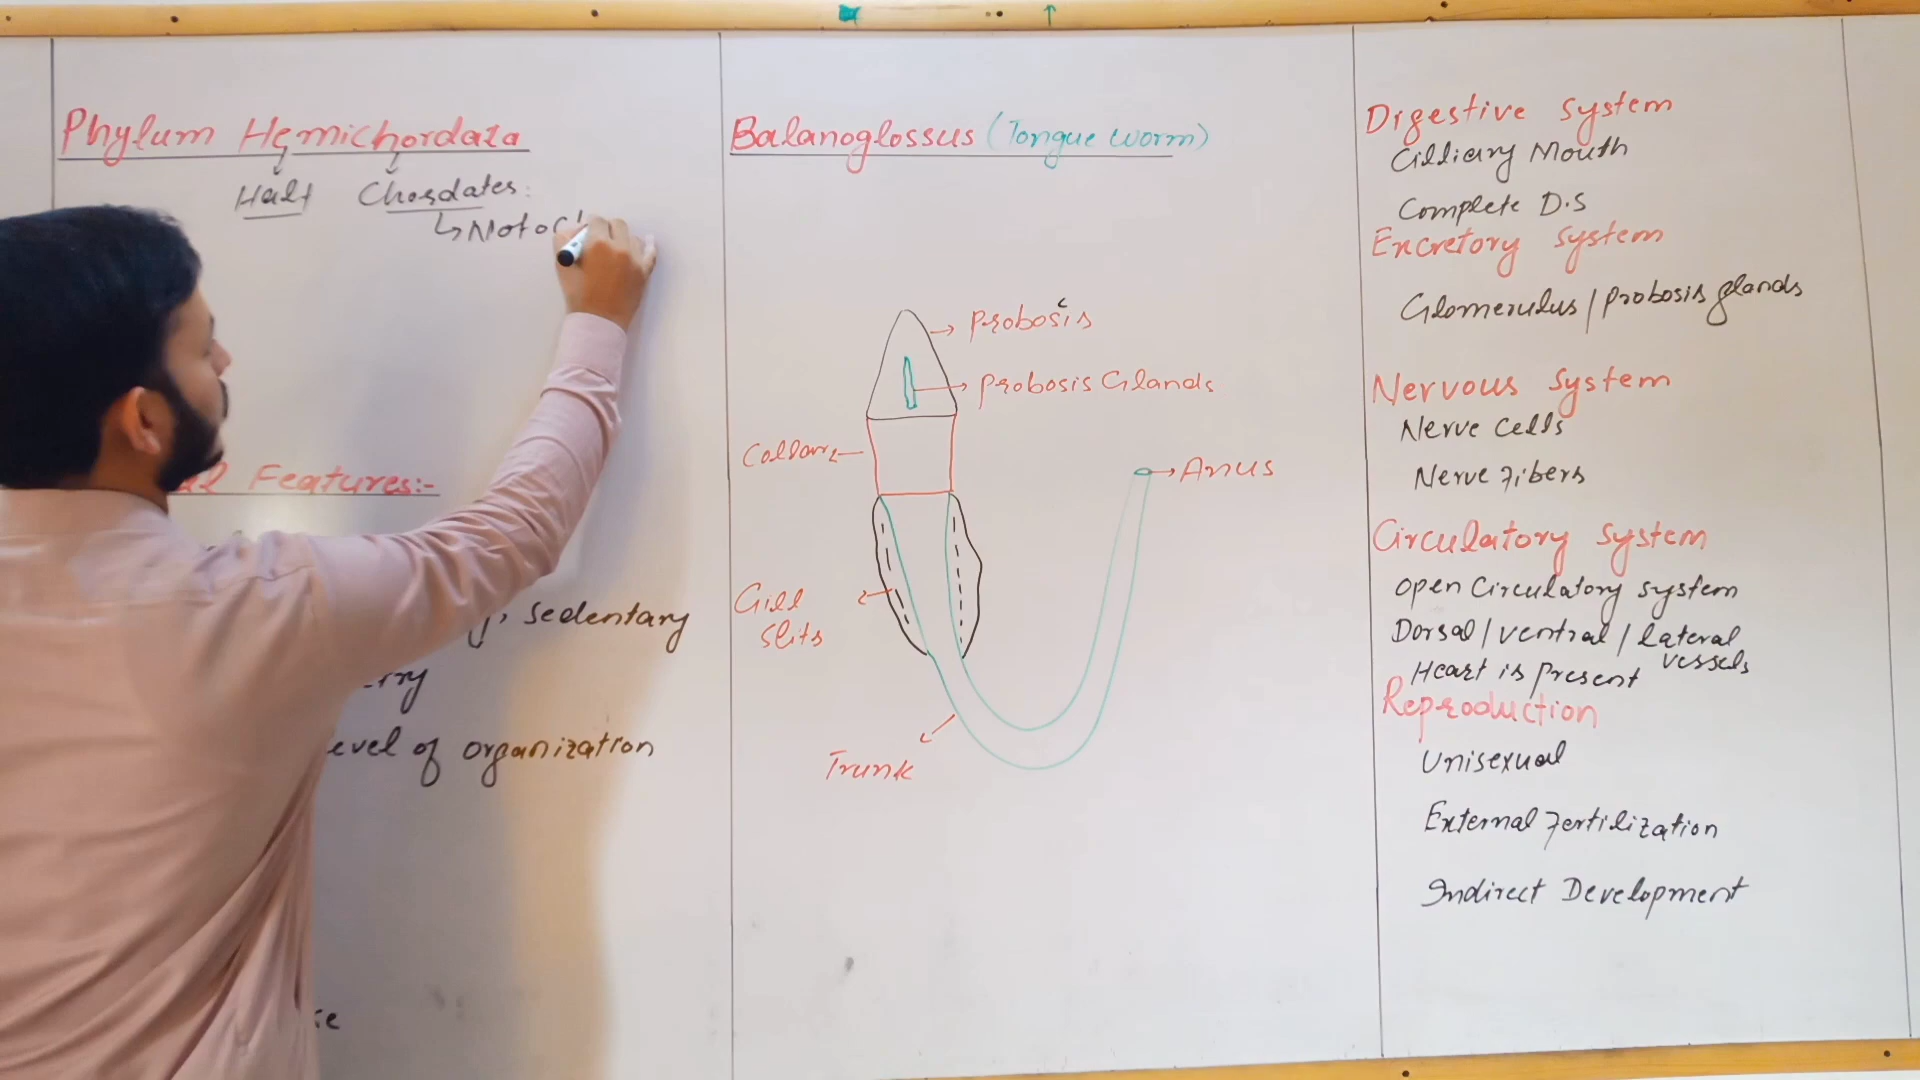 Phylum Hemichordata
Half Chordates:
↳Notoch
Features:-
, sedentary
level of organization
Balanoglossus (Tongue worm)
c
→ Probosis
→ Probosis Glands
Collar
→ Anus
Gill
Slits
Trunk
Digestive System
Cilliary Mouth
Complete D.S
Excretory System
Glomerulus / Probosis glands
Nervous System
Nerve Cells
Nerve Fibers
Circulatory System
Open Circulatory System
Dorsal / Ventral / lateral
vessels
Heart is Present
Reproduction
Unisexual
External Fertilization
Indirect Development